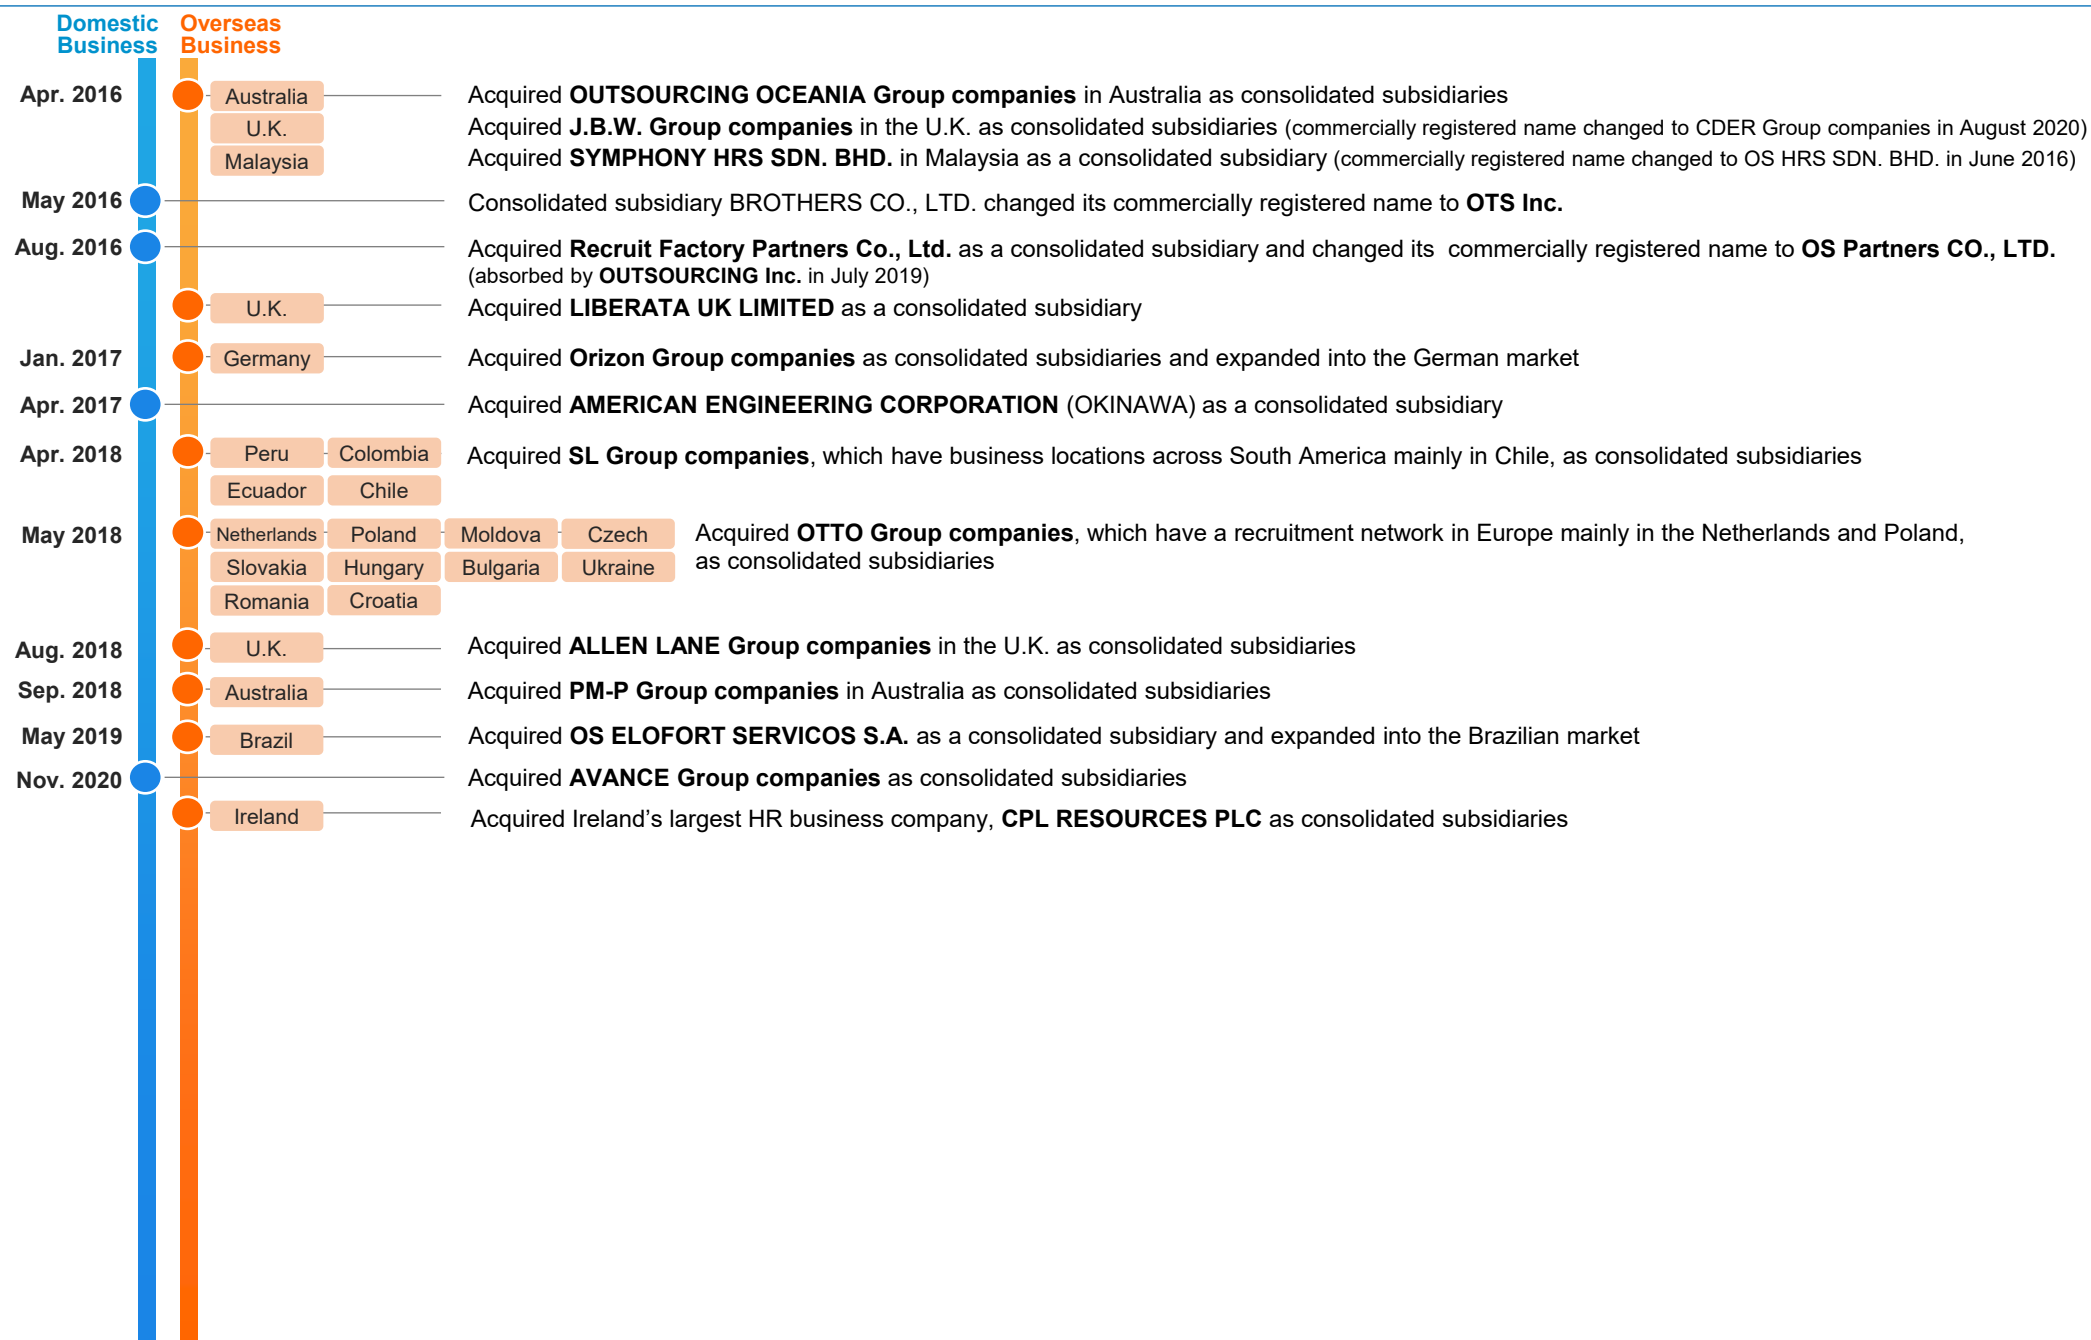 Domestic Business
Overseas Business
Apr. 2016
Australia
Acquired OUTSOURCING OCEANIA Group companies in Australia as consolidated subsidiaries
U.K.
Acquired J.B.W. Group companies in the U.K. as consolidated subsidiaries (commercially registered name changed to CDER Group companies in August 2020)
Malaysia
Acquired SYMPHONY HRS SDN. BHD. in Malaysia as a consolidated subsidiary (commercially registered name changed to OS HRS SDN. BHD. in June 2016)
May 2016
Consolidated subsidiary BROTHERS CO., LTD. changed its commercially registered name to OTS Inc.
Aug. 2016
Acquired Recruit Factory Partners Co., Ltd. as a consolidated subsidiary and changed its commercially registered name to OS Partners CO., LTD.
(absorbed by OUTSOURCING Inc. in July 2019)
U.K.
Acquired LIBERATA UK LIMITED as a consolidated subsidiary
Jan. 2017
Germany
Acquired Orizon Group companies as consolidated subsidiaries and expanded into the German market
Apr. 2017
Acquired AMERICAN ENGINEERING CORPORATION (OKINAWA) as a consolidated subsidiary
Apr. 2018
Peru Colombia
Acquired SL Group companies, which have business locations across South America mainly in Chile, as consolidated subsidiaries
Ecuador Chile
May 2018
Netherlands Poland Moldova Czech
Acquired OTTO Group companies, which have a recruitment network in Europe mainly in the Netherlands and Poland,
as consolidated subsidiaries
Slovakia Hungary Bulgaria Ukraine
Romania Croatia
Aug. 2018
U.K.
Acquired ALLEN LANE Group companies in the U.K. as consolidated subsidiaries
Sep. 2018
Australia
Acquired PM-P Group companies in Australia as consolidated subsidiaries
May 2019
Brazil
Acquired OS ELOFORT SERVICOS S.A. as a consolidated subsidiary and expanded into the Brazilian market
Nov. 2020
Acquired AVANCE Group companies as consolidated subsidiaries
Ireland
Acquired Ireland’s largest HR business company, CPL RESOURCES PLC as consolidated subsidiaries